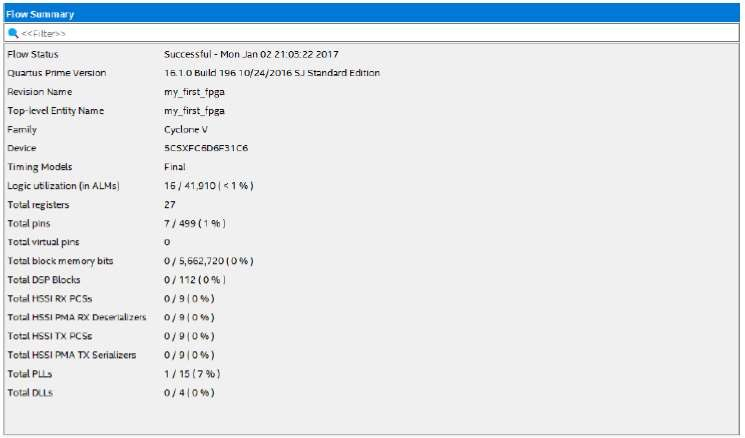 Flow Summary
<<Filter>>
Flow Status Successful - Mon Jan 02 21:03:22 2017
Quartus Prime Version 16.1.0 Build 196 10/24/2016 SJ Standard Edition
Revision Name my_first_fpga
Top-level Entity Name my_first_fpga
Family Cyclone V
Device 5CSXFC6D6F31C6
Timing Models Final
Logic utilization (in ALMs) 16 / 41,910 ( < 1 % )
Total registers 27
Total pins 7 / 499 ( 1 % )
Total virtual pins 0
Total block memory bits 0 / 5,662,720 ( 0 % )
Total DSP Blocks 0 / 112 ( 0 % )
Total HSSI RX PCSs 0 / 9 ( 0 % )
Total HSSI PMA RX Deserializers 0 / 9 ( 0 % )
Total HSSI TX PCSs 0 / 9 ( 0 % )
Total HSSI PMA TX Serializers 0 / 9 ( 0 % )
Total PLLs 1 / 15 ( 7 % )
Total DLLs 0 / 4 ( 0 % )